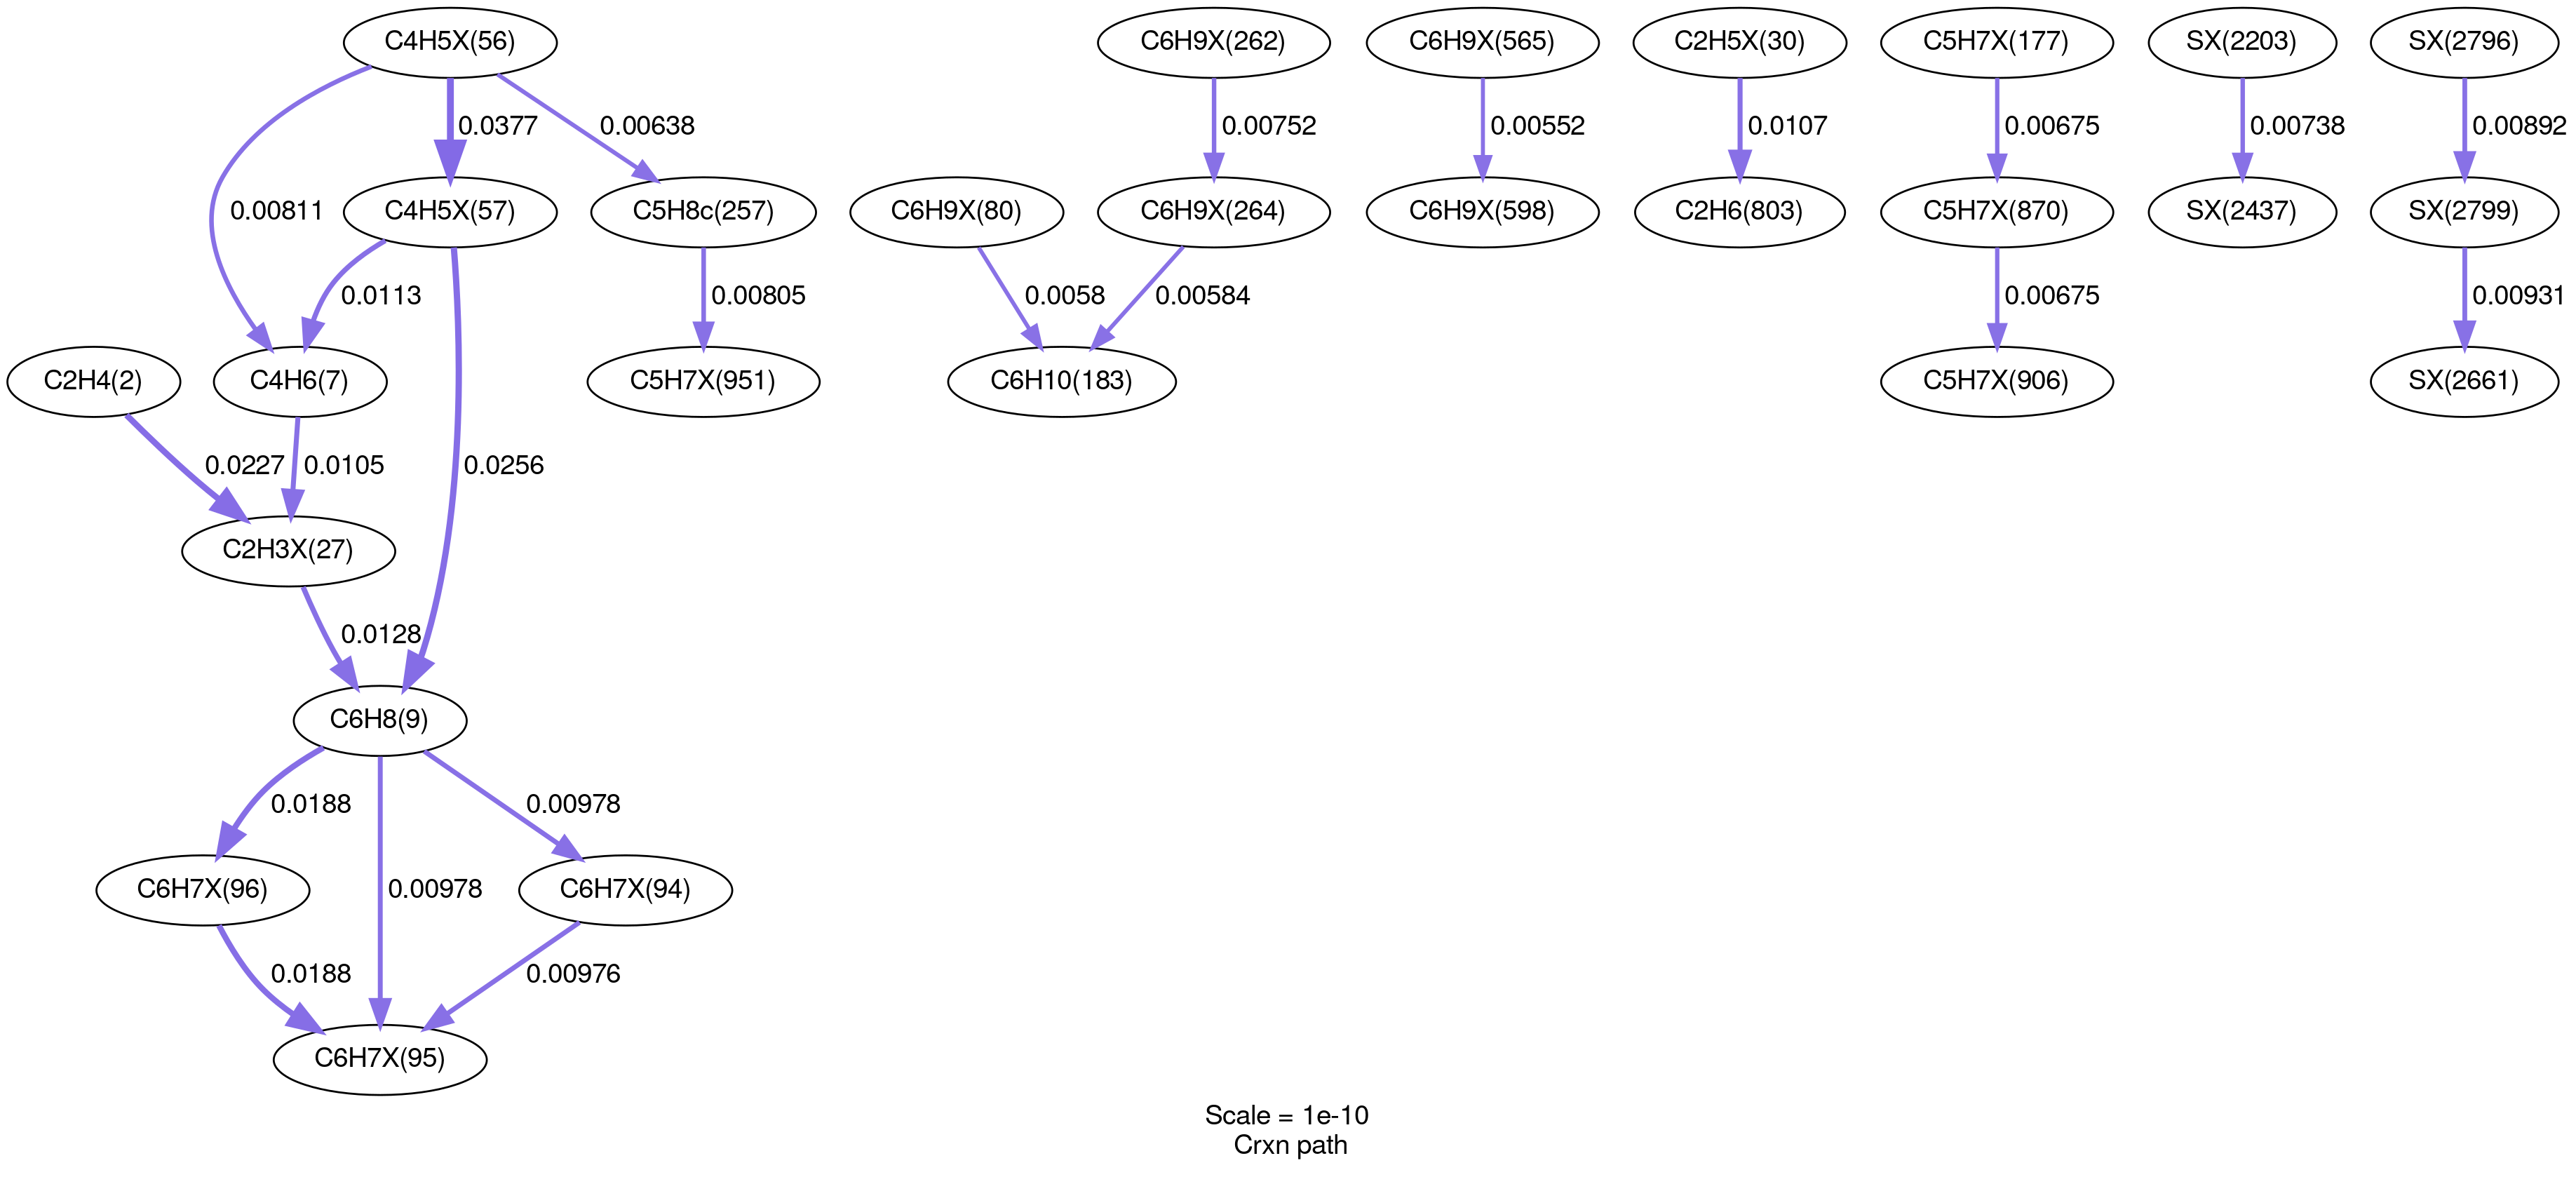 C4H5X(56)
C6H9X(262)
C6H9X(565)
C2H5X(30)
C5H7X(177)
SX(2203)
SX(2796)
0.0377
0.00638
0.00752
0.00552
0.0107
0.00675
0.00738
0.00892
0.00811
C4H5X(57)
C5H8c(257)
C6H9X(80)
C6H9X(264)
C6H9X(598)
C2H6(803)
C5H7X(870)
SX(2437)
SX(2799)
0.0113
0.00805
0.0058
0.00584
0.00675
0.00931
C2H4(2)
C4H6(7)
C5H7X(951)
C6H10(183)
C5H7X(906)
SX(2661)
0.0227
0.0105
0.0256
C2H3X(27)
0.0128
C6H8(9)
0.0188
0.00978
C6H7X(96)
0.00978
C6H7X(94)
0.0188
0.00976
C6H7X(95)
Scale = 1e-10
Crxn path